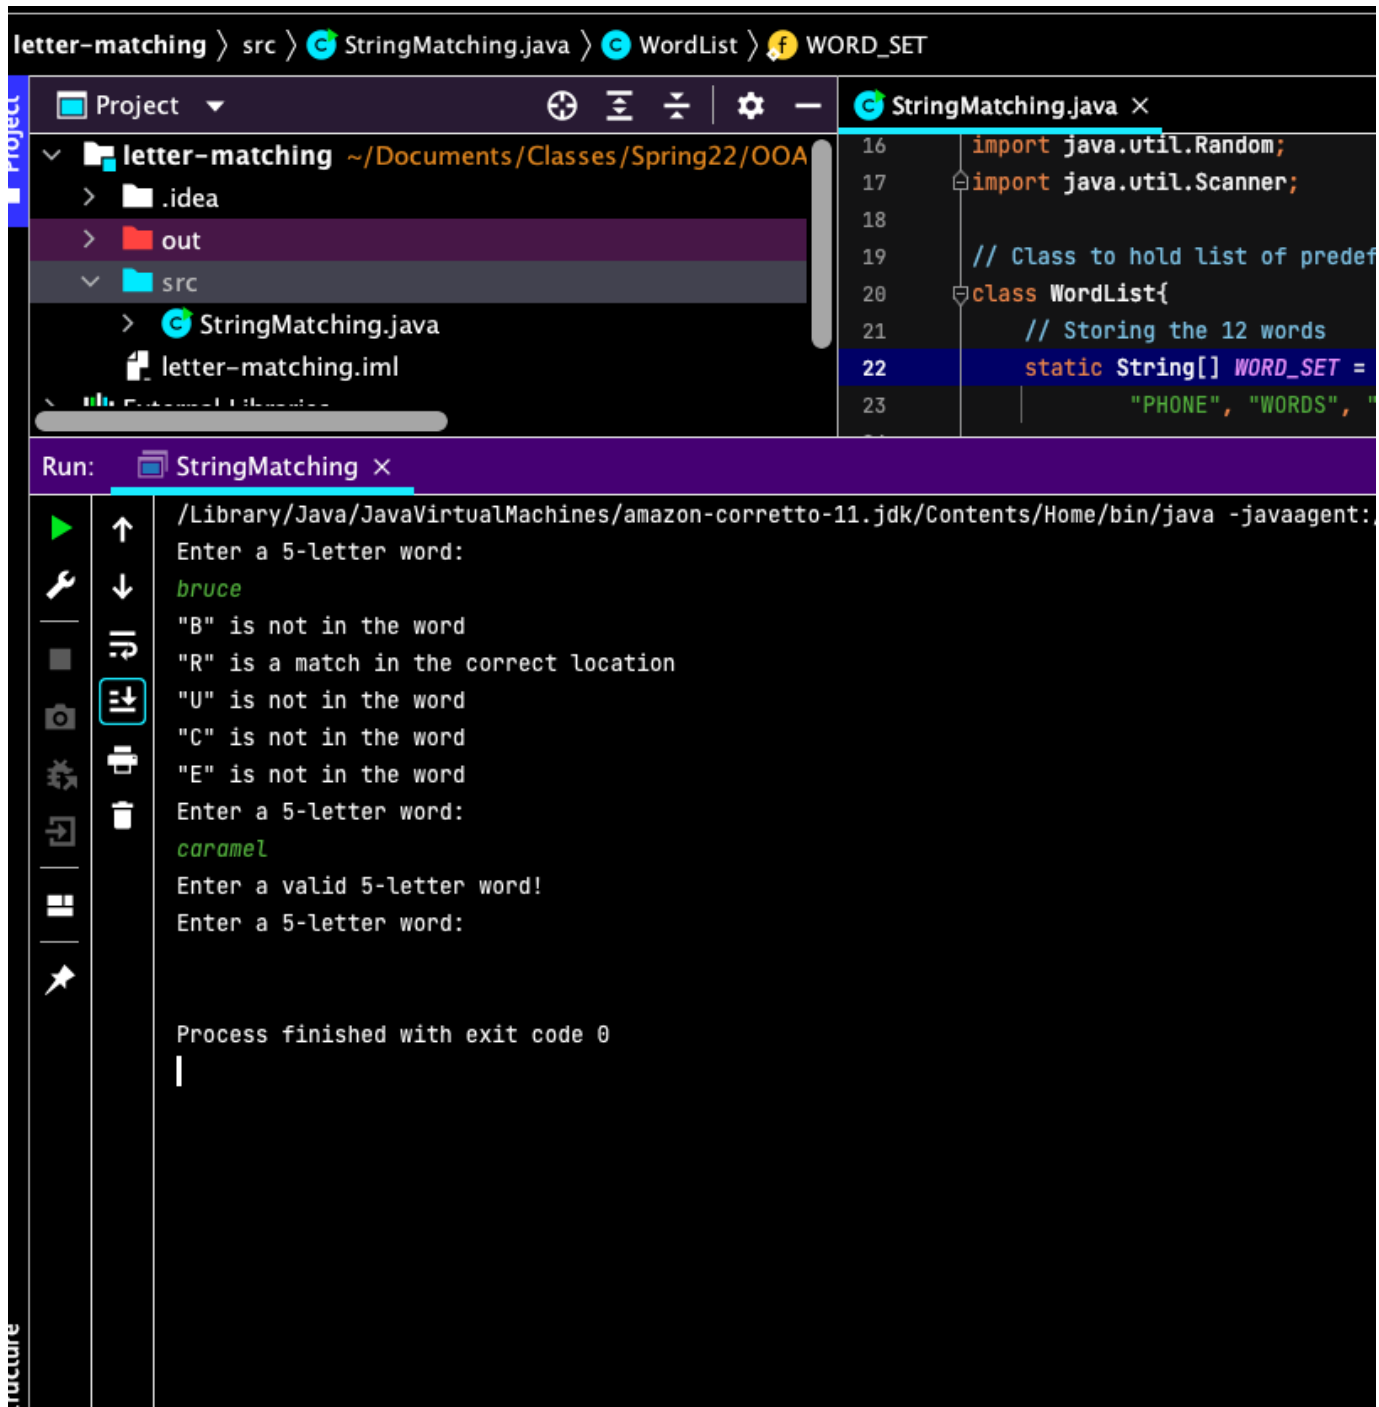 letter-matching 〉 src 〉 StringMatching.java 〉 WordList 〉 WORD_SET
Project
Project
letter-matching ~/Documents/Classes/Spring22/OOA
.idea
out
src
StringMatching.java
letter-matching.iml
External Libraries
StringMatching.java ×
16 import java.util.Random;
17 import java.util.Scanner;
18
19 // Class to hold list of predef
20 class WordList{
21 // Storing the 12 words
22 static String[] WORD_SET =
23 "PHONE", "WORDS", "
Run: StringMatching ×
/Library/Java/JavaVirtualMachines/amazon-corretto-11.jdk/Contents/Home/bin/java -javaagent:/
Enter a 5-letter word:
bruce
"B" is not in the word
"R" is a match in the correct location
"U" is not in the word
"C" is not in the word
"E" is not in the word
Enter a 5-letter word:
caramel
Enter a valid 5-letter word!
Enter a 5-letter word:
Process finished with exit code 0
ructure